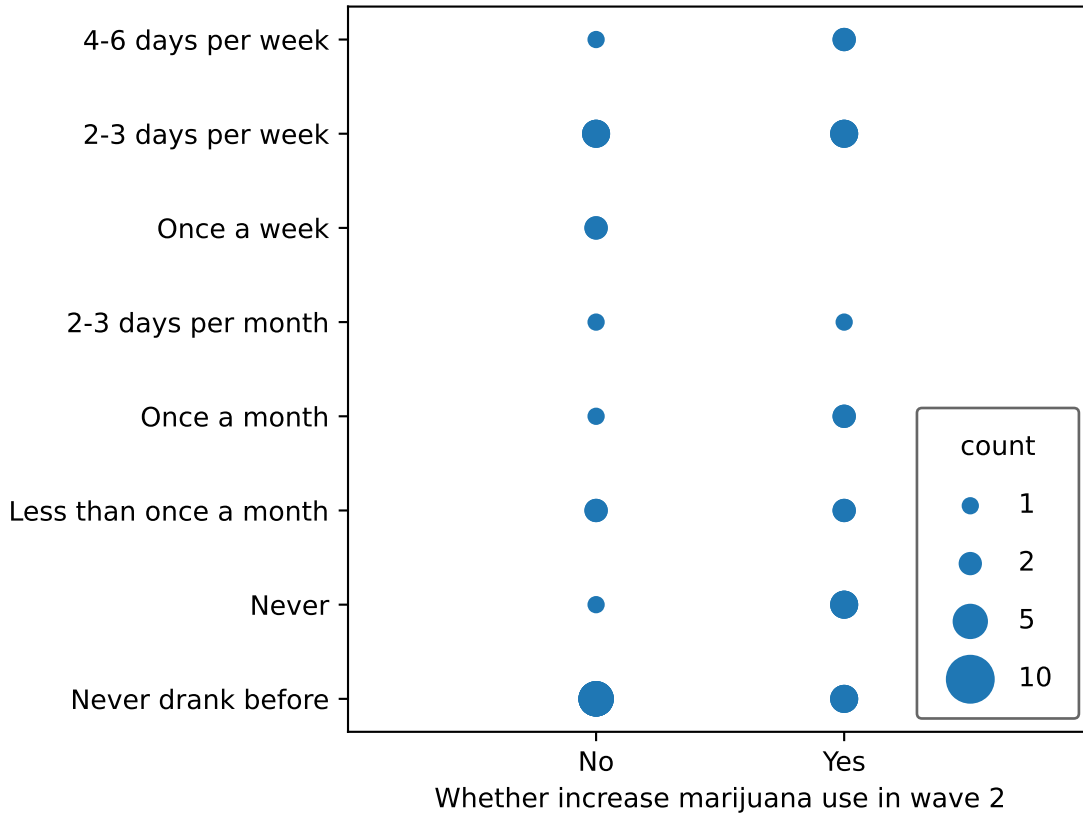 4-6 days per week
2-3 days per week
Once a week
2-3 days per month
Once a month
Less than once a month
Never
Never drank before
No
Yes
Whether increase marijuana use in wave 2
count
1
2
5
10